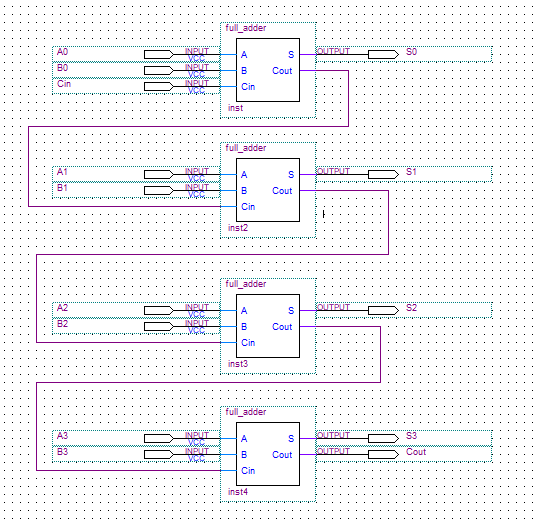 full_adder
A0 INPUT VCC A S OUTPUT S0
B0 INPUT VCC B Cout
Cin INPUT VCC Cin
inst
full_adder
A1 INPUT VCC A S OUTPUT S1
B1 INPUT VCC B Cout
Cin
inst2
full_adder
A2 INPUT VCC A S OUTPUT S2
B2 INPUT VCC B Cout
Cin
inst3
full_adder
A3 INPUT VCC A S OUTPUT S3
B3 INPUT VCC B Cout OUTPUT Cout
Cin
inst4